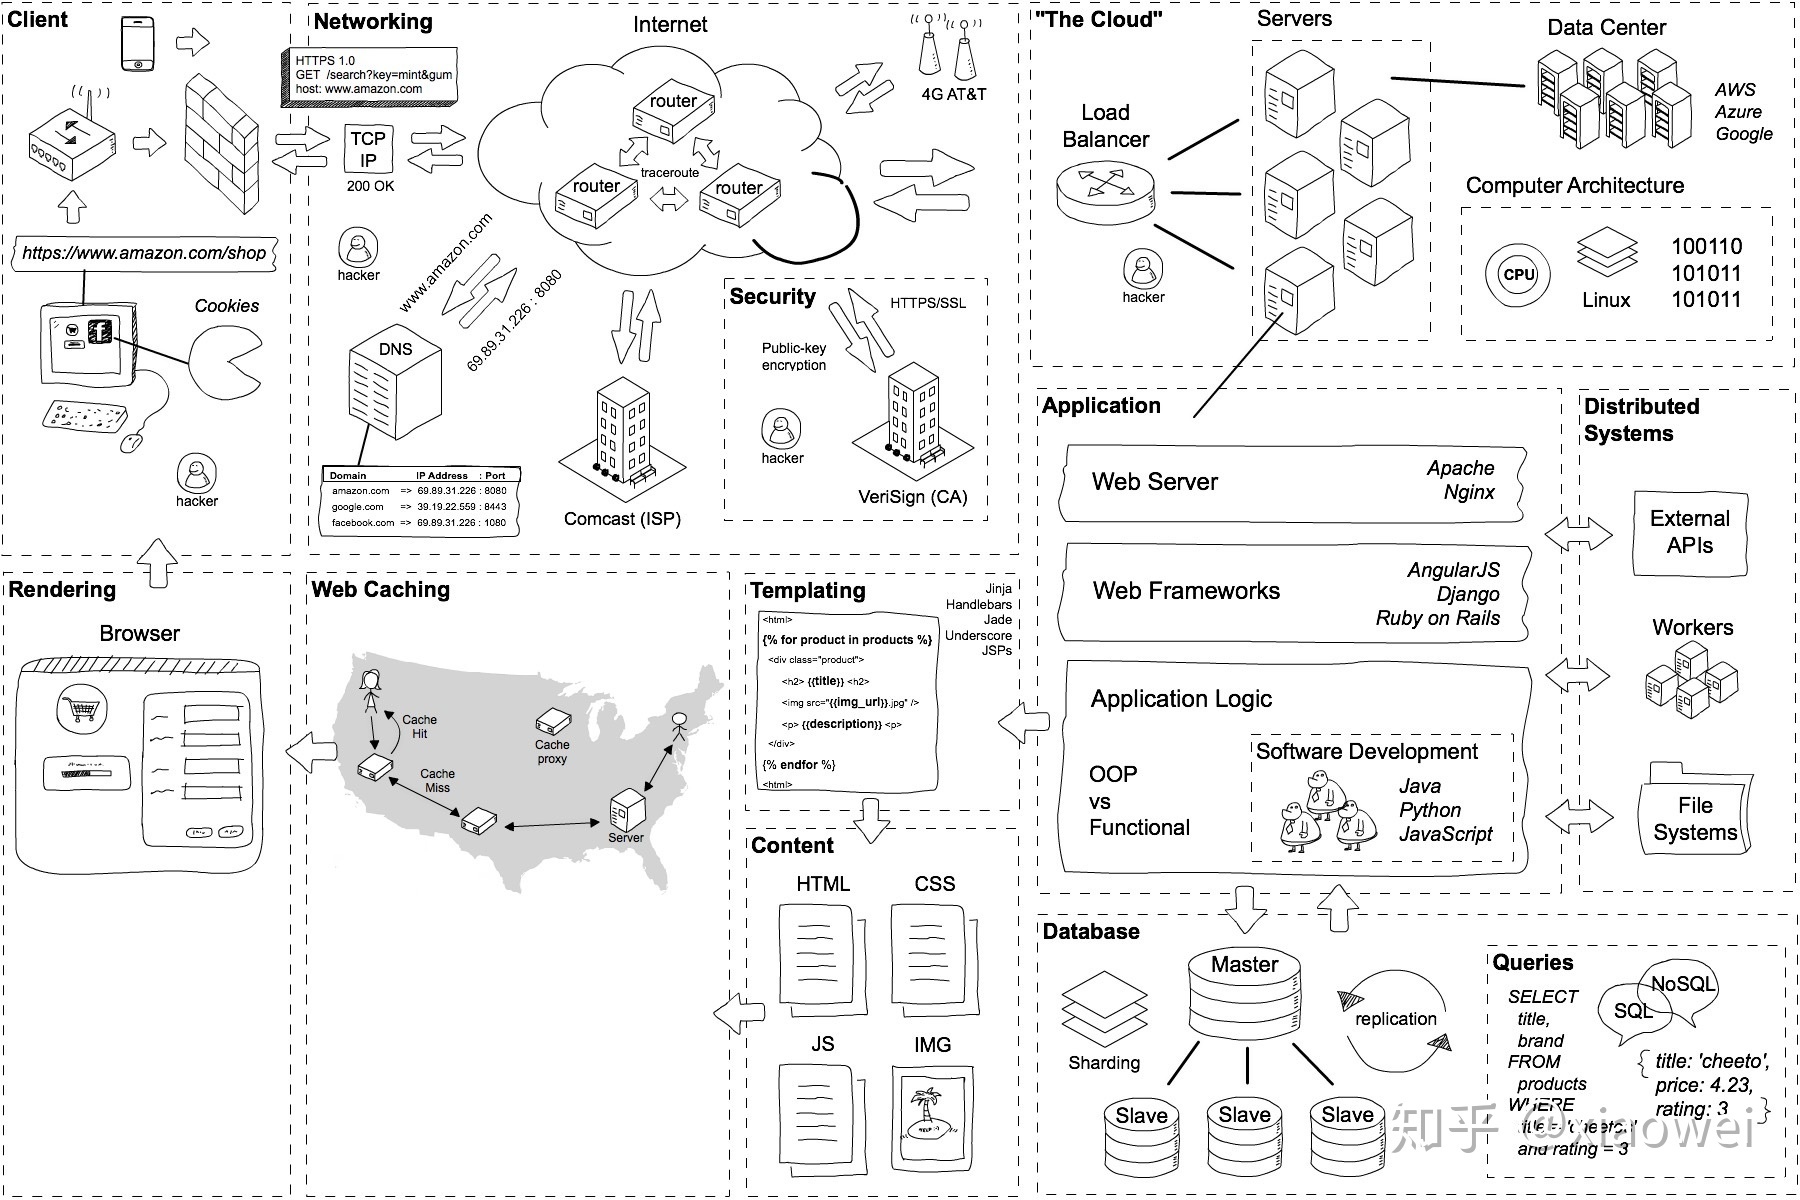 Client
https://www.amazon.com/shop
Cookies
f
hacker
Networking
HTTPS 1.0
GET /search?key=mint&gum
host: www.amazon.com
TCP
IP
200 OK
Internet
router
router
traceroute
router
4G AT&T
hacker
www.amazon.com
69.89.31.226 : 8080
DNS
Domain IP Address : Port
amazon.com => 69.89.31.226 : 8080
google.com => 39.19.22.559 : 8443
facebook.com => 69.89.31.226 : 1080
Comcast (ISP)
Security
HTTPS/SSL
Public-key
encryption
hacker
VeriSign (CA)
"The Cloud"
Servers
Data Center
AWS
Azure
Google
Load
Balancer
hacker
Computer Architecture
CPU
Linux
100110
101011
101011
Application
Web Server
Apache
Nginx
Web Frameworks
AngularJS
Django
Ruby on Rails
Application Logic
OOP
vs
Functional
Software Development
Java
Python
JavaScript
Distributed
Systems
External
APIs
Workers
File
Systems
Rendering
Browser
Web Caching
Cache
Hit
Cache
Miss
Cache
proxy
Server
Templating
Jinja
Handlebars
Jade
Underscore
JSPs
<html>
{% for product in products %}
<div class="product">
<h2> {{title}} <h2>
<img src="{{img_url}}.jpg" />
<p> {{description}} <p>
</div>
{% endfor %}
<html>
Content
HTML
CSS
JS
IMG
HELP :)
Database
Sharding
Master
Slave
Slave
Slave
replication
Queries
SELECT
title,
brand
FROM
products
WHERE
title = 'cheetoh'
and rating = 3
SQL
NoSQL
{ title: 'cheeto',
price: 4.23,
rating: 3 }
知乎 @xiaowei